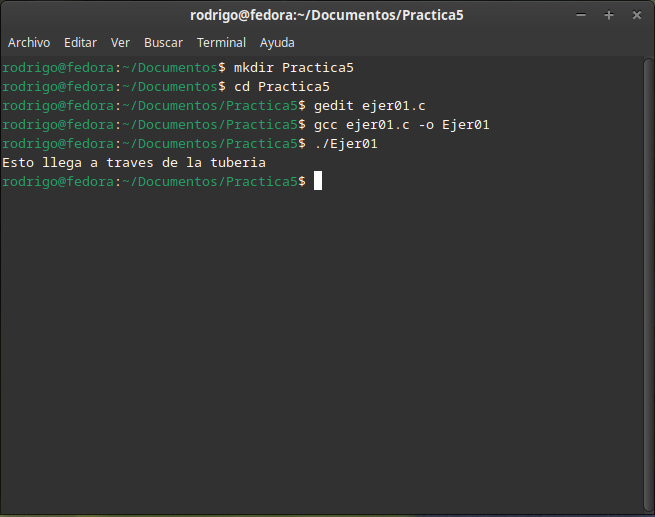 rodrigo@fedora:~/Documentos/Practica5
Archivo Editar Ver Buscar Terminal Ayuda
rodrigo@fedora:~/Documentos$ mkdir Practica5
rodrigo@fedora:~/Documentos$ cd Practica5
rodrigo@fedora:~/Documentos/Practica5$ gedit ejer01.c
rodrigo@fedora:~/Documentos/Practica5$ gcc ejer01.c -o Ejer01
rodrigo@fedora:~/Documentos/Practica5$ ./Ejer01
Esto llega a traves de la tuberia
rodrigo@fedora:~/Documentos/Practica5$